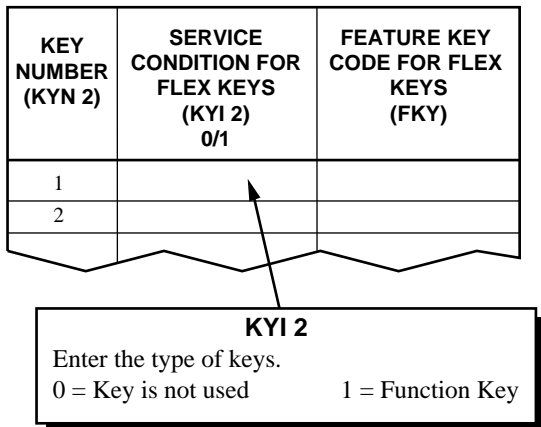 KEY
NUMBER
(KYN 2)
SERVICE
CONDITION FOR
FLEX KEYS
(KYI 2)
0/1
FEATURE KEY
CODE FOR FLEX
KEYS
(FKY)
1
2
KYI 2
Enter the type of keys.
0 = Key is not used 1 = Function Key